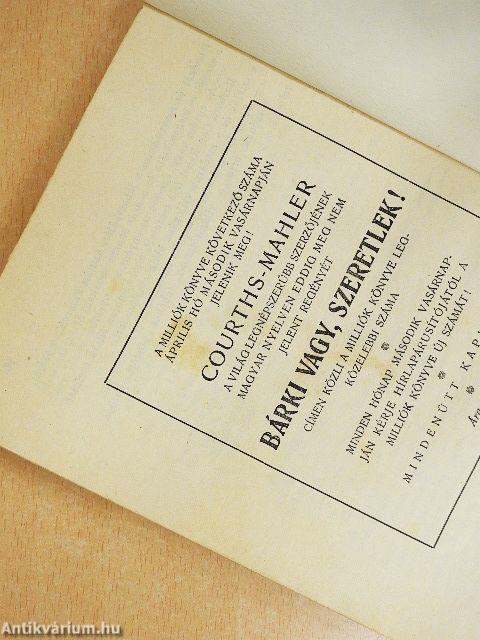 A MILLIÓK KÖNYVE KÖVETKEZŐ SZÁMA
ÁPRILIS HÓ MÁSODIK VASÁRNAPJÁN
JELENIK MEG!
COURTHS-MAHLER
A VILÁG LEGNÉPSZERÜBB SZERZŐJÉNEK
MAGYAR NYELVEN EDDIG MEG NEM
JELENT REGÉNYÉT
BÁRKI VAGY, SZERETLEK!
CÍMEN KÖZLI A MILLIÓK KÖNYVE LEG-
KÖZELEBBI SZÁMA
MINDEN HÓNAP MÁSODIK VASÁRNAP-
JÁN KÉRJE HÍRLAPÁRUSÍTÓJÁTÓL A
MILLIÓK KÖNYVE ÚJ SZÁMÁT!
MINDENÜTT KAP
Antikvárium.hu